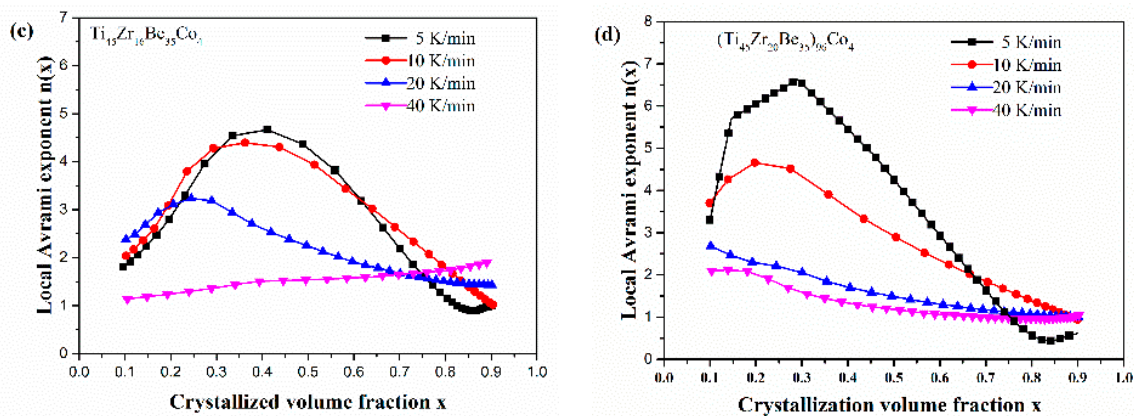 (c)
Ti₄₅Zr₁₆Be₃₅Co₄
5 K/min
10 K/min
20 K/min
40 K/min
Local Avrami exponent n(x)
7
6
5
4
3
2
1
0
0.0 0.1 0.2 0.3 0.4 0.5 0.6 0.7 0.8 0.9 1.0
Crystallized volume fraction x
(d)
(Ti₄₅Zr₂₀Be₃₅)₉₆Co₄
5 K/min
10 K/min
20 K/min
40 K/min
Local Avrami exponent n(x)
8
7
6
5
4
3
2
1
0
0.0 0.1 0.2 0.3 0.4 0.5 0.6 0.7 0.8 0.9 1.0
Crystallization volume fraction x